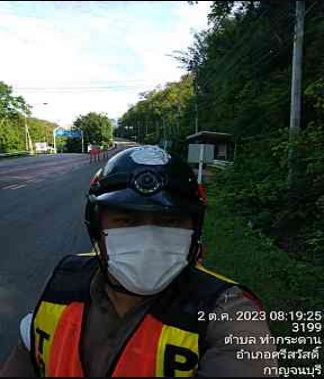 2 ต.ค. 2023 08:19:25
3199
ตำบล ท่ากระดาน
อำเภอศรีสวัสดิ์
กาญจนบุรี
T
P